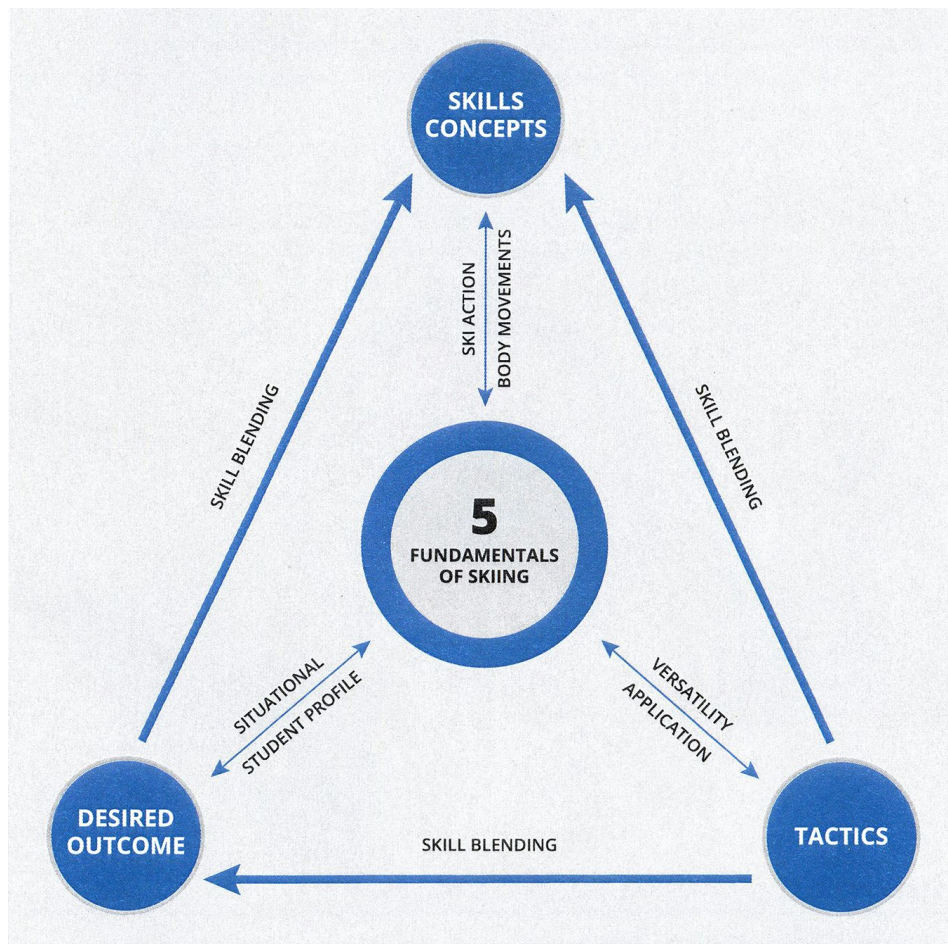 SKILLS
CONCEPTS
SKI ACTION
BODY MOVEMENTS
SKILL BLENDING
SKILL BLENDING
5
FUNDAMENTALS
OF SKIING
SITUATIONAL
STUDENT PROFILE
VERSATILITY
APPLICATION
DESIRED
OUTCOME
SKILL BLENDING
TACTICS